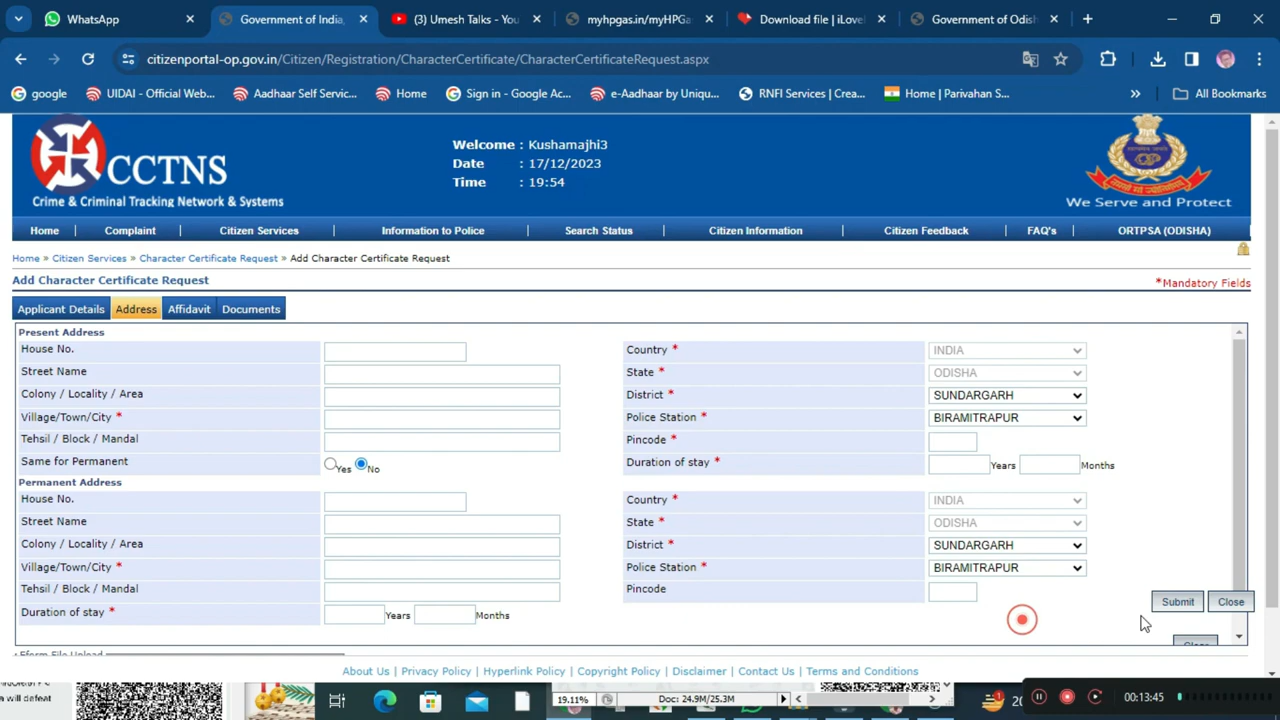 WhatsApp
Government of India,
(3) Umesh Talks - You
myhpgas.in/myHPGa
Download file | iLovel
Government of Odish
citizenportal-op.gov.in/Citizen/Registration/CharacterCertificate/CharacterCertificateRequest.aspx
google
UIDAI - Official Web...
Aadhaar Self Servic...
Home
Sign in - Google Ac...
e-Aadhaar by Uniqu...
RNFI Services | Crea...
Home | Parivahan S...
All Bookmarks
CCTNS
Crime & Criminal Tracking Network & Systems
Welcome : Kushamajhi3
Date : 17/12/2023
Time : 19:54
We Serve and Protect
Home
Complaint
Citizen Services
Information to Police
Search Status
Citizen Information
Citizen Feedback
FAQ's
ORTPSA (ODISHA)
Home » Citizen Services » Character Certificate Request » Add Character Certificate Request
Add Character Certificate Request
*Mandatory Fields
Applicant Details
Address
Affidavit
Documents
Present Address
House No.
Country * INDIA
Street Name
State * ODISHA
Colony / Locality / Area
District * SUNDARGARH
Village/Town/City *
Police Station * BIRAMITRAPUR
Tehsil / Block / Mandal
Pincode *
Same for Permanent Yes No
Duration of stay * Years Months
Permanent Address
House No.
Country * INDIA
Street Name
State * ODISHA
Colony / Locality / Area
District * SUNDARGARH
Village/Town/City *
Police Station * BIRAMITRAPUR
Tehsil / Block / Mandal
Pincode
Duration of stay * Years Months
Submit
Close
Close
Eform File Upload
About Us | Privacy Policy | Hyperlink Policy | Copyright Policy | Disclaimer | Contact Us | Terms and Conditions
a will defeat
19.11%
Doc: 24.9M/25.3M
20
00:13:45